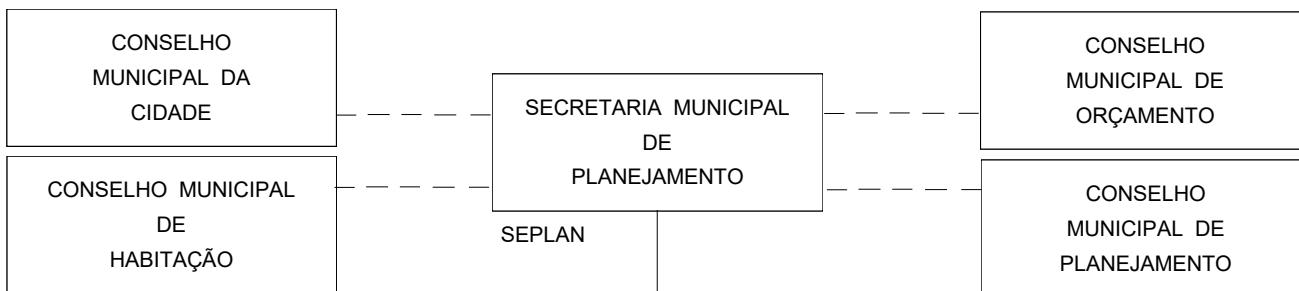 CONSELHO
MUNICIPAL DA
CIDADE
CONSELHO MUNICIPAL
DE
HABITAÇÃO
SECRETARIA MUNICIPAL
DE
PLANEJAMENTO
SEPLAN
CONSELHO
MUNICIPAL DE
ORÇAMENTO
CONSELHO
MUNICIPAL DE
PLANEJAMENTO